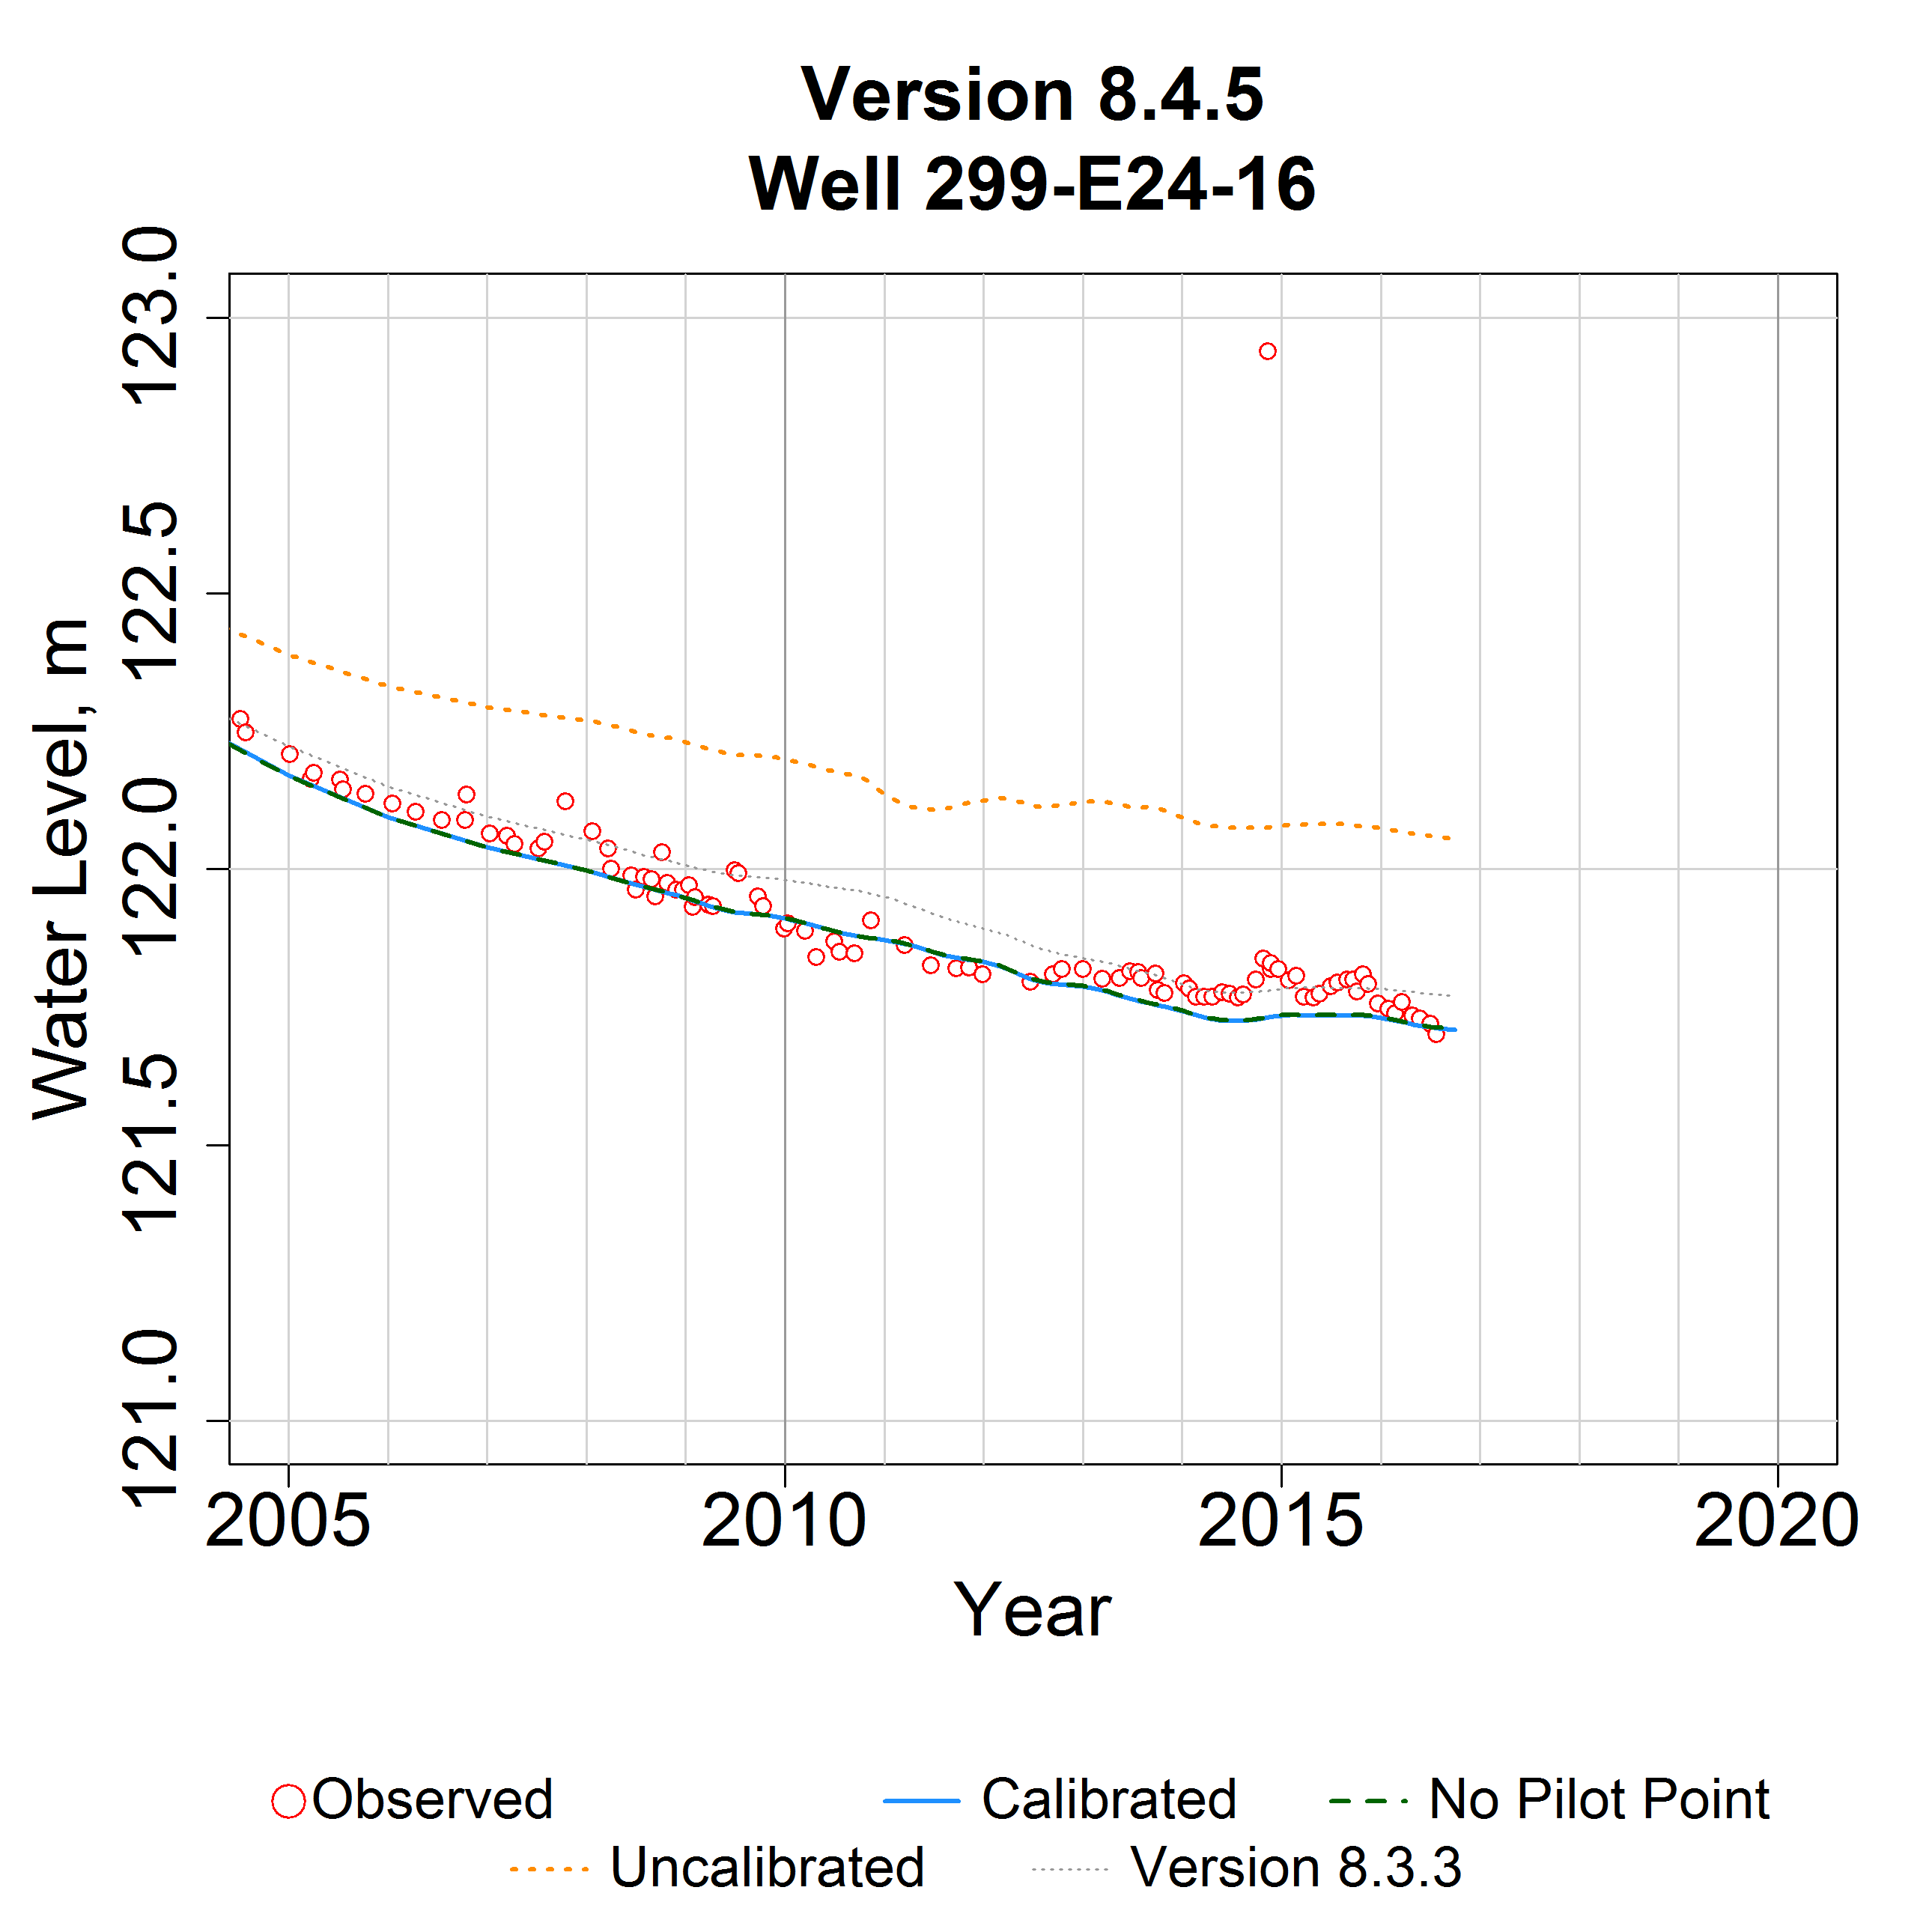 Version 8.4.5
Well 299-E24-16
Water Level, m
123.0
122.5
122.0
121.5
121.0
2005 2010 2015 2020
Year
Observed Calibrated No Pilot Point
Uncalibrated Version 8.3.3